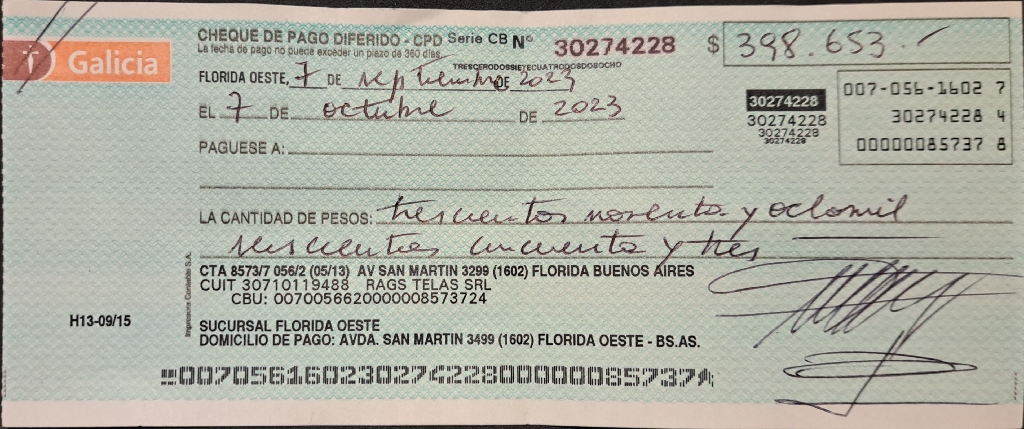 Galicia
CHEQUE DE PAGO DIFERIDO - CPD Serie CB Nº 30274228 $ 398.653.-
La fecha de pago no puede exceder un plazo de 360 días.
TRESCERODOSSIETECUATRODOSDOSOCHO
FLORIDA OESTE, 7 DE septiembre DE 2023
EL 7 DE octubre DE 2023
30274228
30274228
30274228
30274228
007-056-1602 7
30274228 4
00000085737 8
PAGUESE A:
LA CANTIDAD DE PESOS: trescientos noventa y ocho mil
seiscientos cincuenta y tres
CTA 8573/7 056/2 (05/13) AV SAN MARTIN 3299 (1602) FLORIDA BUENOS AIRES
CUIT 30710119488 RAGS TELAS SRL
CBU: 0070056620000008573724
H13-09/15
SUCURSAL FLORIDA OESTE
DOMICILIO DE PAGO: AVDA. SAN MARTIN 3499 (1602) FLORIDA OESTE - BS.AS.
00705616023027422800000085737